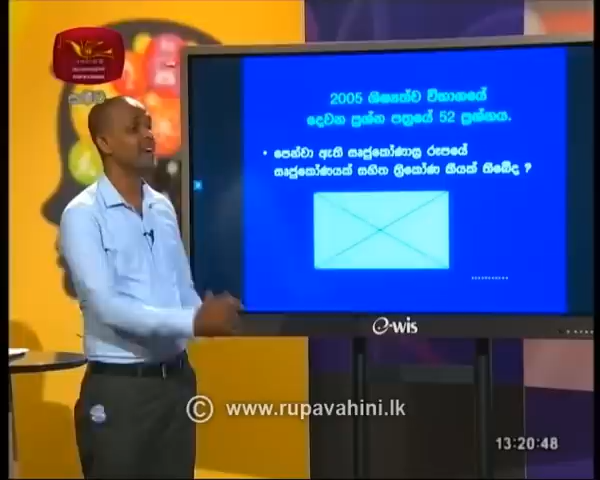 2005 ශිෂ්‍යත්ව විභාගයේ
දෙවන ප්‍රශ්න පත්‍රයේ 52 ප්‍රශ්නය.
• පෙන්වා ඇති සෘජුකෝණාස්‍ර රූපයේ
සෘජුකෝණයක් සහිත ත්‍රිකෝණ කීයක් තිබේද ?
..............
e-wis
© www.rupavahini.lk
13:20:48